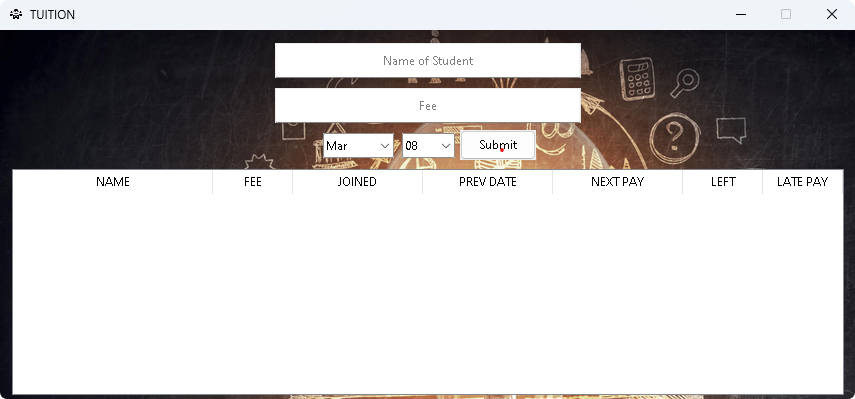 TUITION
Name of Student
Fee
Mar 08 Submit
NAME FEE JOINED PREV DATE NEXT PAY LEFT LATE PAY